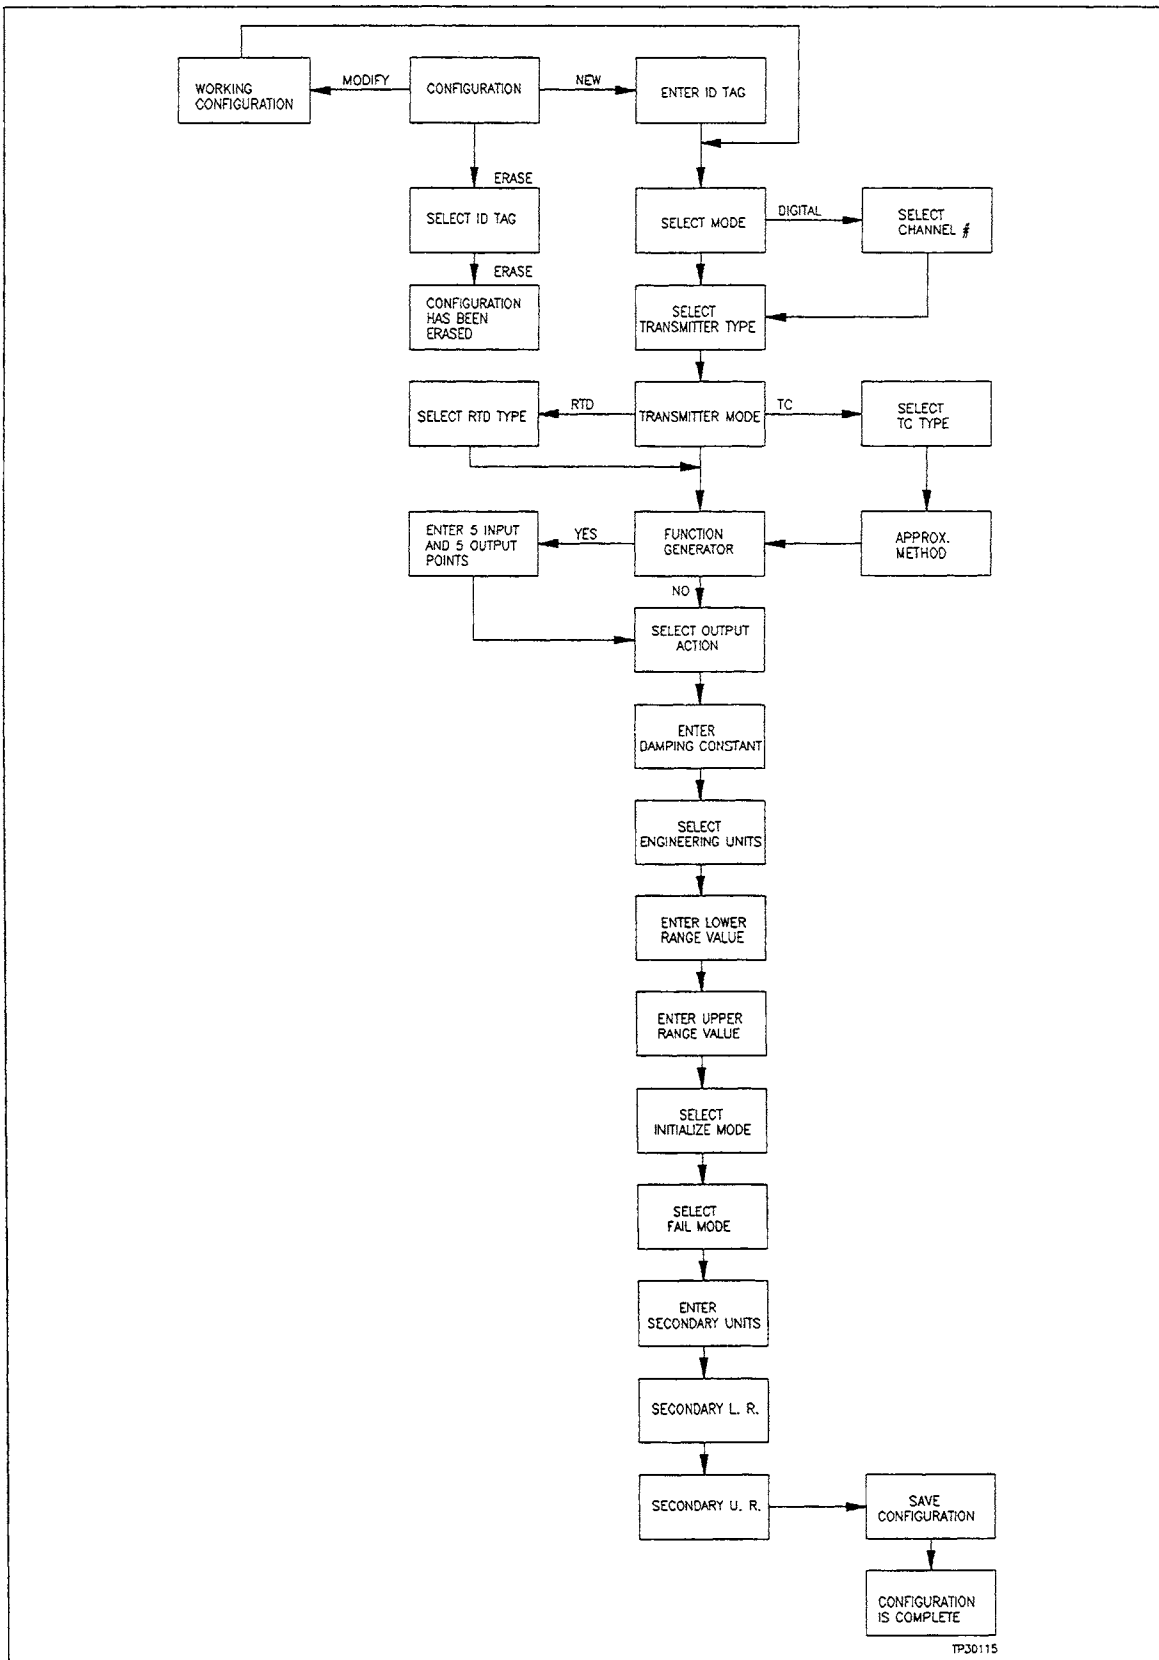 WORKING
CONFIGURATION
MODIFY
CONFIGURATION
NEW
ENTER ID TAG
ERASE
SELECT ID TAG
SELECT MODE
DIGITAL
SELECT
CHANNEL #
ERASE
CONFIGURATION
HAS BEEN
ERASED
SELECT
TRANSMITTER TYPE
SELECT RTD TYPE
RTD
TRANSMITTER MODE
TC
SELECT
TC TYPE
ENTER 5 INPUT
AND 5 OUTPUT
POINTS
YES
FUNCTION
GENERATOR
APPROX.
METHOD
NO
SELECT OUTPUT
ACTION
ENTER
DAMPING CONSTANT
SELECT
ENGINEERING UNITS
ENTER LOWER
RANGE VALUE
ENTER UPPER
RANGE VALUE
SELECT
INITIALIZE MODE
SELECT
FAIL MODE
ENTER
SECONDARY UNITS
SECONDARY L. R.
SECONDARY U. R.
SAVE
CONFIGURATION
CONFIGURATION
IS COMPLETE
TP30115